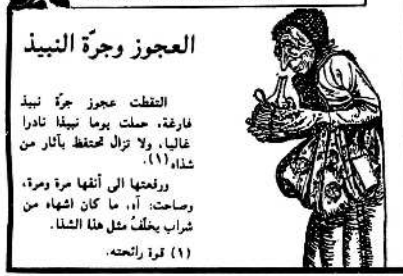 العجوز وجرّة النبيذ
التقطت عجوز جرّة نبيذ
فارغة، حملت يوما نبيذا نادرا
غاليا، ولا تزال تحتفظ بآثار من
شذاه(١).
ورفعتها الى أنفها مرة ومرة،
وصاحت: آه، ما كان اشهاه من
شراب يخلّفُ مثل هذا الشذا.
(١) قوة رائحته.